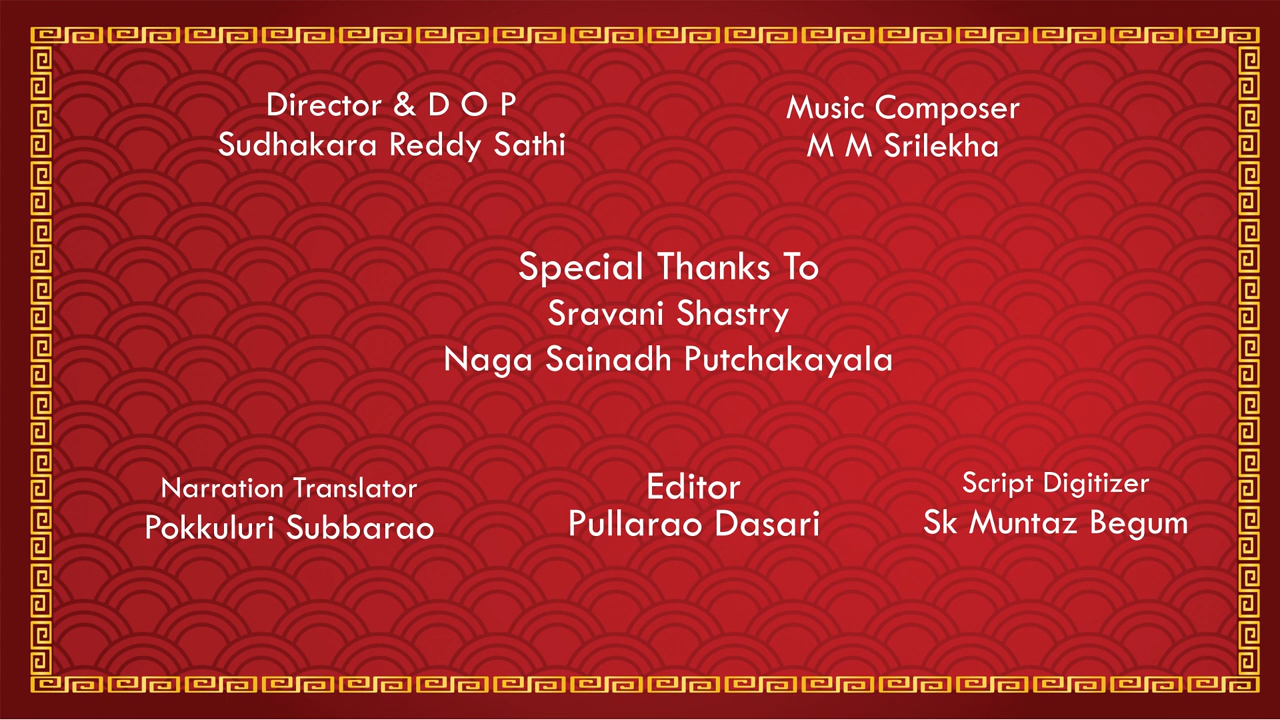 Director & D O P
Sudhakara Reddy Sathi
Music Composer
M M Srilekha
Special Thanks To
Sravani Shastry
Naga Sainadh Putchakayala
Narration Translator
Pokkuluri Subbarao
Editor
Pullarao Dasari
Script Digitizer
Sk Muntaz Begum